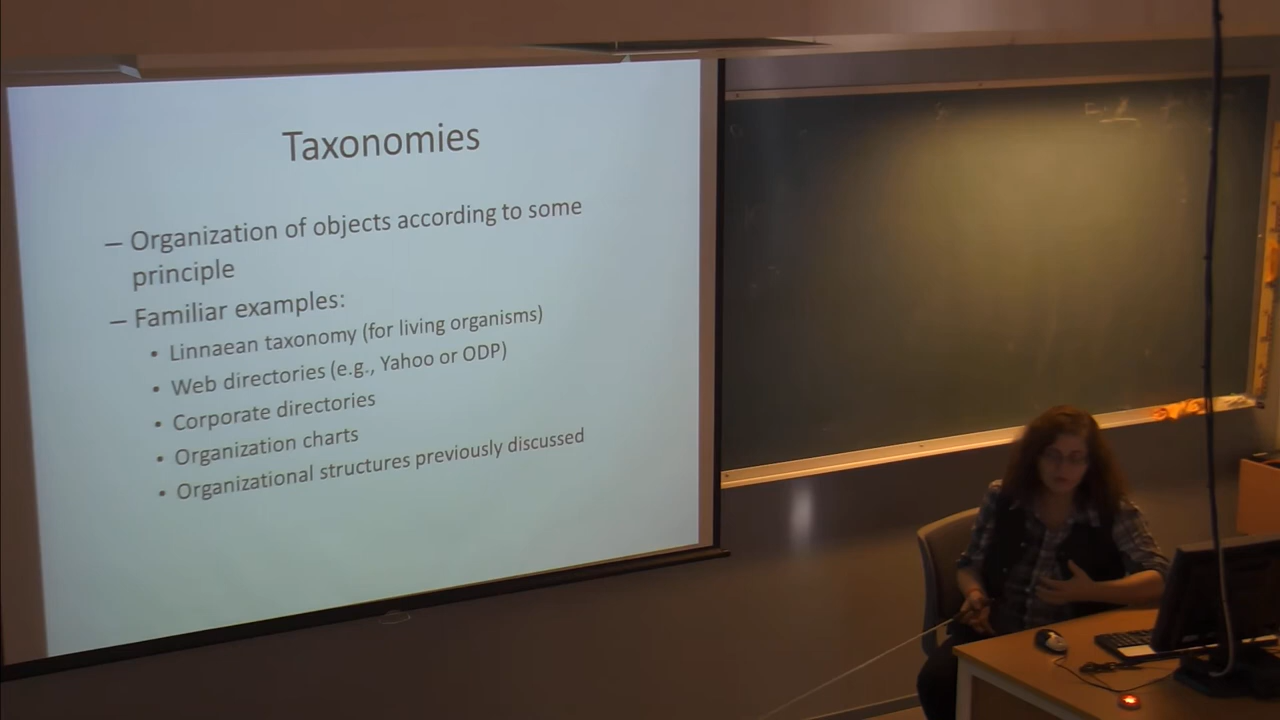 Taxonomies
– Organization of objects according to some
principle
– Familiar examples:
• Linnaean taxonomy (for living organisms)
• Web directories (e.g., Yahoo or ODP)
• Corporate directories
• Organization charts
• Organizational structures previously discussed